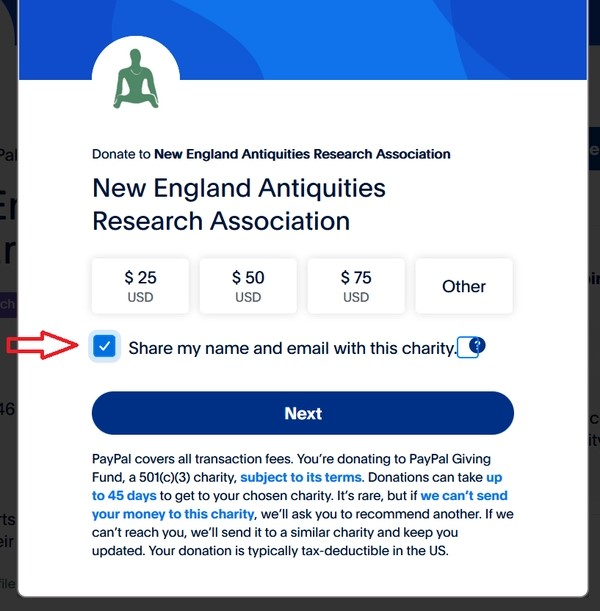 Donate to New England Antiquities Research Association
New England Antiquities
Research Association
$ 25
USD
$ 50
USD
$ 75
USD
Other
Share my name and email with this charity.
?
Next
PayPal covers all transaction fees. You're donating to PayPal Giving
Fund, a 501(c)(3) charity, subject to its terms. Donations can take up
to 45 days to get to your chosen charity. It's rare, but if we can't send
your money to this charity, we'll ask you to recommend another. If we
can't reach you, we'll send it to a similar charity and keep you
updated. Your donation is typically tax-deductible in the US.